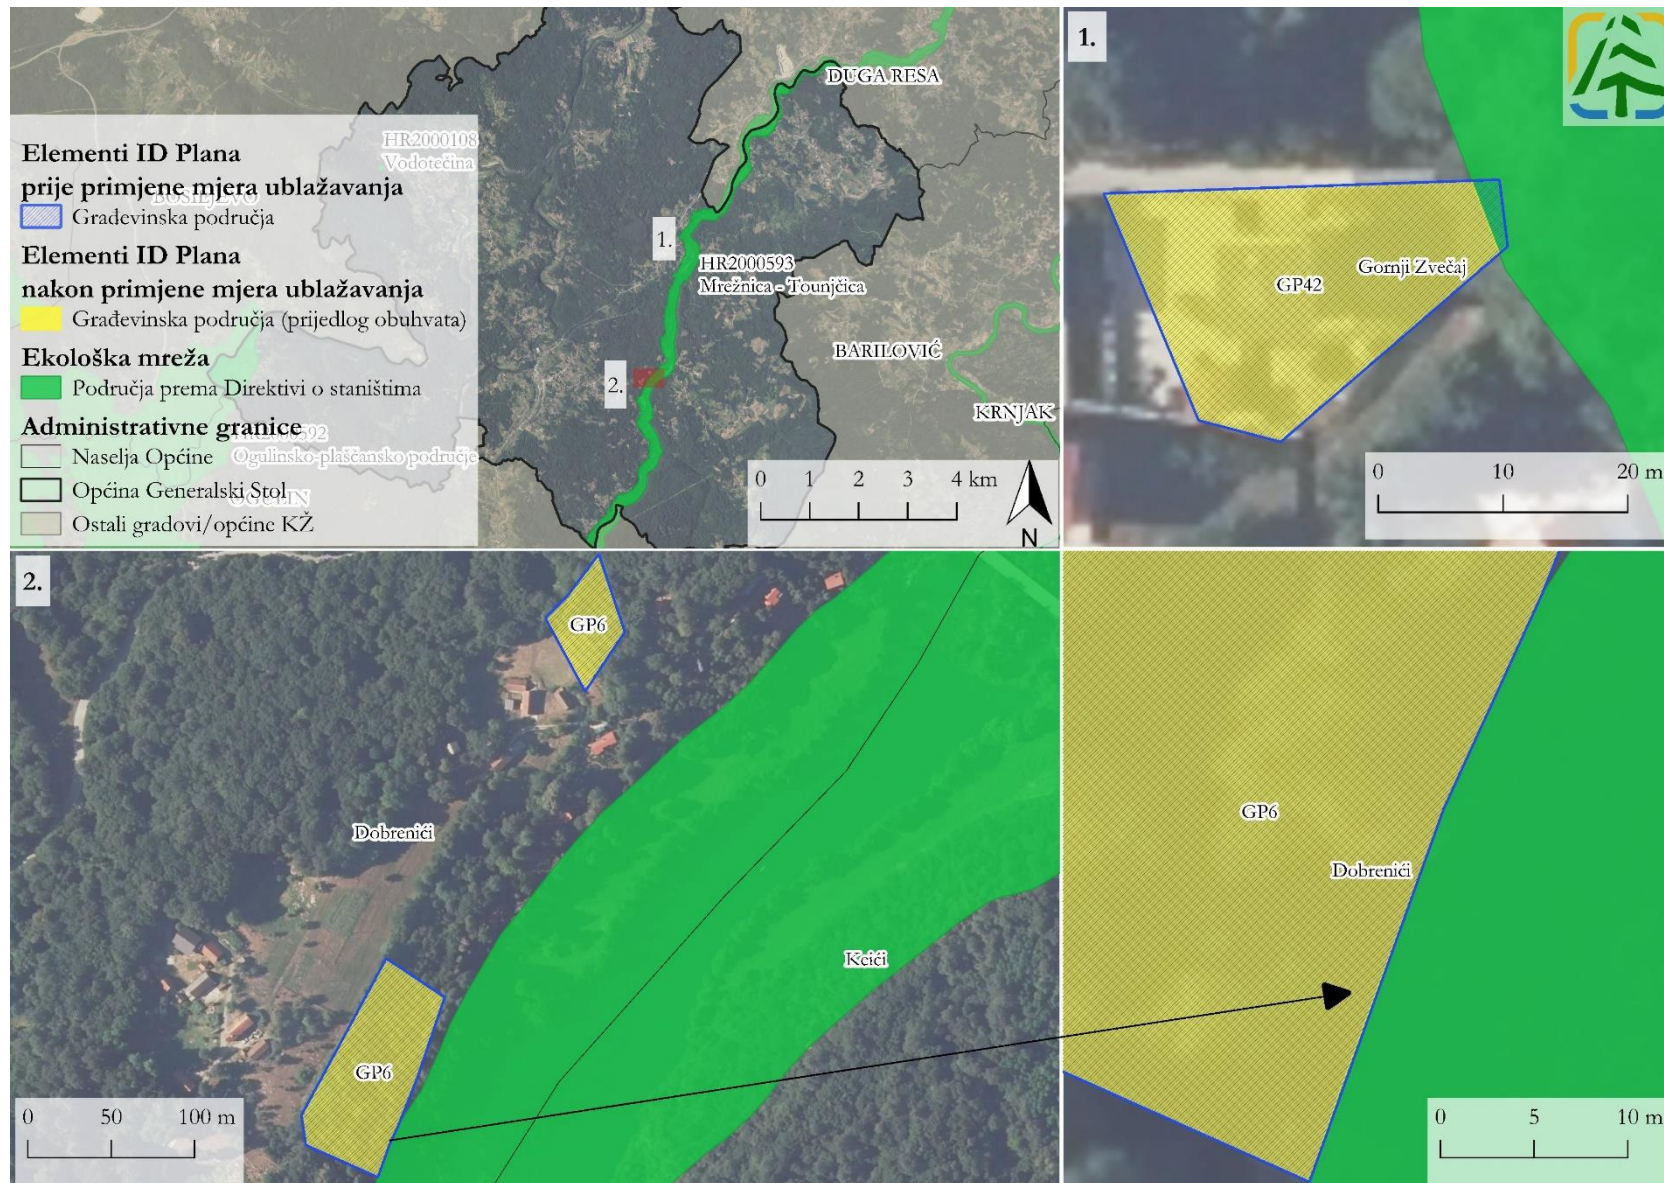 DUGA RESA
HR2000108
Vodotečina
BOSILJEVO
Elementi ID Plana
prije primjene mjera ublažavanja
Građevinska područja
Elementi ID Plana
nakon primjene mjera ublažavanja
Građevinska područja (prijedlog obuhvata)
Ekološka mreža
Područja prema Direktivi o staništima
Administrativne granice
HR2000592
Ogulinsko-plaščansko područje
Naselja Općine
Općina Generalski Stol
OGULIN
Ostali gradovi/općine KŽ
1.
HR2000593
Mrežnica - Tounjčica
2.
BARILOVIĆ
KRNJAK
0 1 2 3 4 km
N
1.
GP42
Gornji Zvečaj
0 10 20 m
2.
GP6
Dobrenići
Keići
GP6
0 50 100 m
GP6
Dobrenići
0 5 10 m